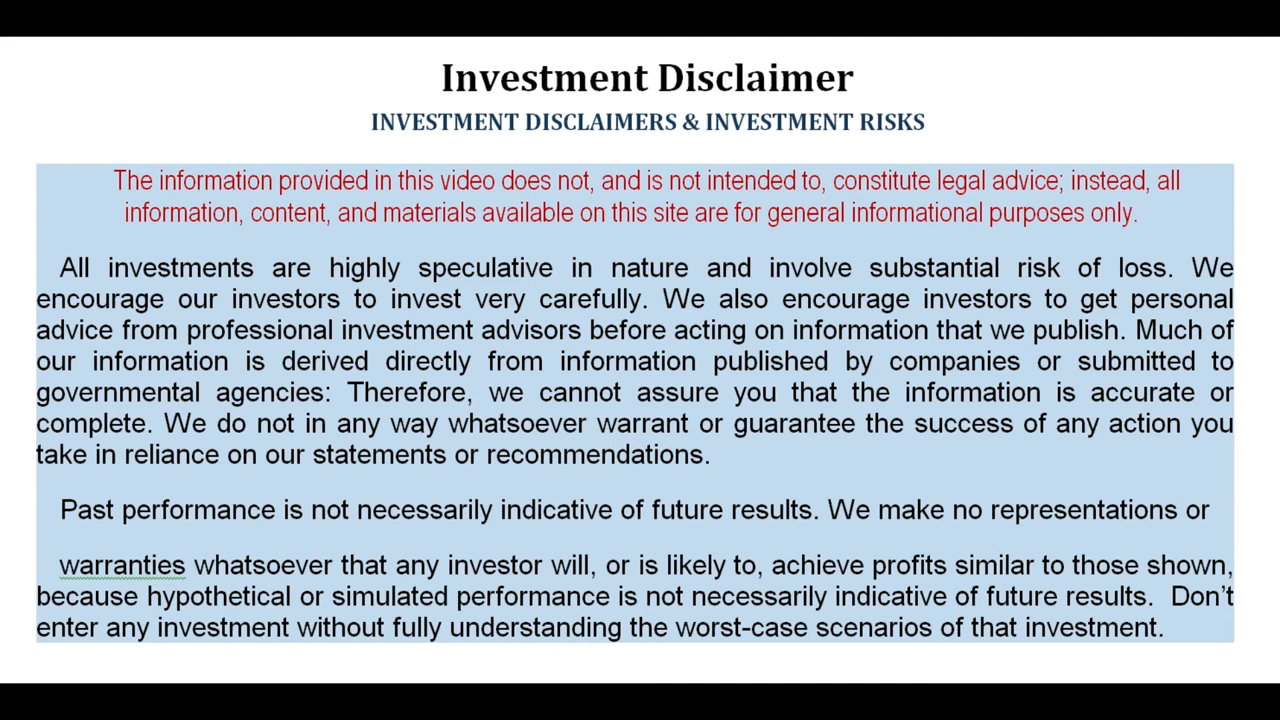 Investment Disclaimer
INVESTMENT DISCLAIMERS & INVESTMENT RISKS
The information provided in this video does not, and is not intended to, constitute legal advice; instead, all
information, content, and materials available on this site are for general informational purposes only.
All investments are highly speculative in nature and involve substantial risk of loss. We
encourage our investors to invest very carefully. We also encourage investors to get personal
advice from professional investment advisors before acting on information that we publish. Much of
our information is derived directly from information published by companies or submitted to
governmental agencies: Therefore, we cannot assure you that the information is accurate or
complete. We do not in any way whatsoever warrant or guarantee the success of any action you
take in reliance on our statements or recommendations.
Past performance is not necessarily indicative of future results. We make no representations or
warranties whatsoever that any investor will, or is likely to, achieve profits similar to those shown,
because hypothetical or simulated performance is not necessarily indicative of future results.  Don’t
enter any investment without fully understanding the worst-case scenarios of that investment.